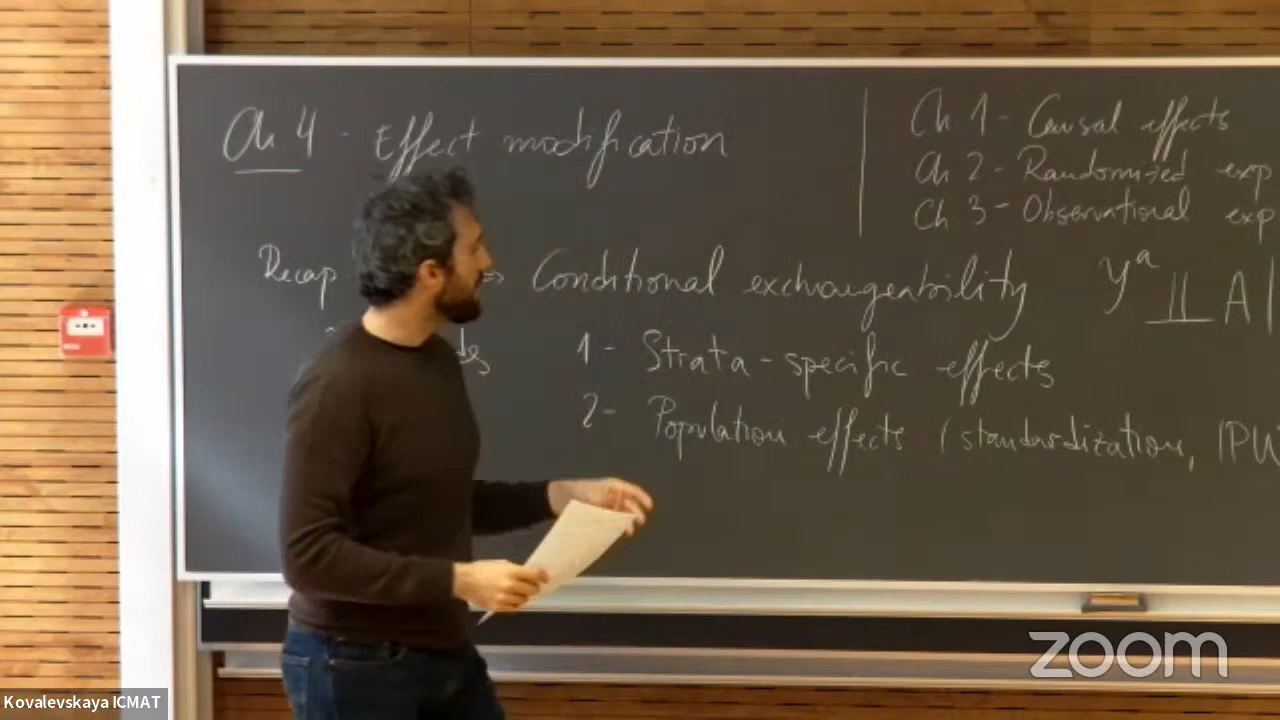 Ch. 4 - Effect modification
Ch. 1 - Causal effects
Ch 2 - Randomized exp
Ch 3 - Observational exp
Recap
Conditional exchangeability Y^a ⫫ A |
1 - Strata-specific effects
2 - Population effects (standardization, IPW
Kovalevskaya ICMAT
zoom